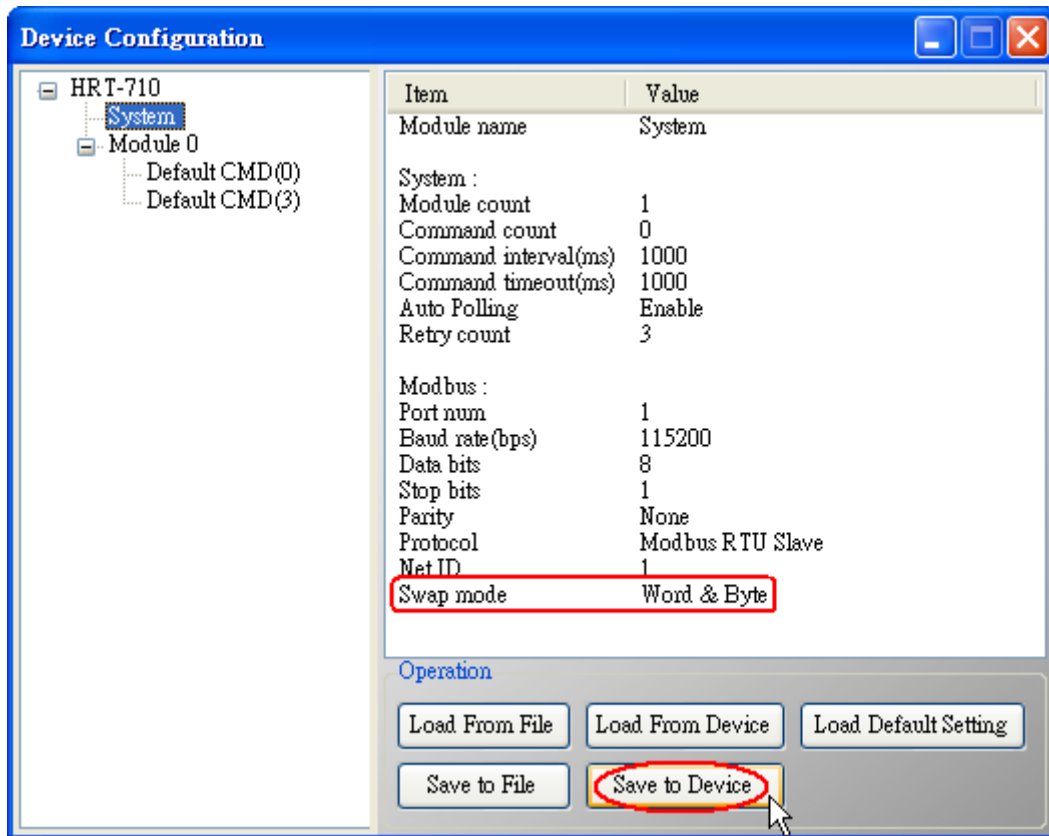 Device Configuration
HRT-710
System
Module 0
Default CMD(0)
Default CMD(3)
Item Value
Module name System
System :
Module count 1
Command count 0
Command interval(ms) 1000
Command timeout(ms) 1000
Auto Polling Enable
Retry count 3
Modbus :
Port num 1
Baud rate(bps) 115200
Data bits 8
Stop bits 1
Parity None
Protocol Modbus RTU Slave
Net ID 1
Swap mode Word & Byte
Operation
Load From File Load From Device Load Default Setting
Save to File Save to Device